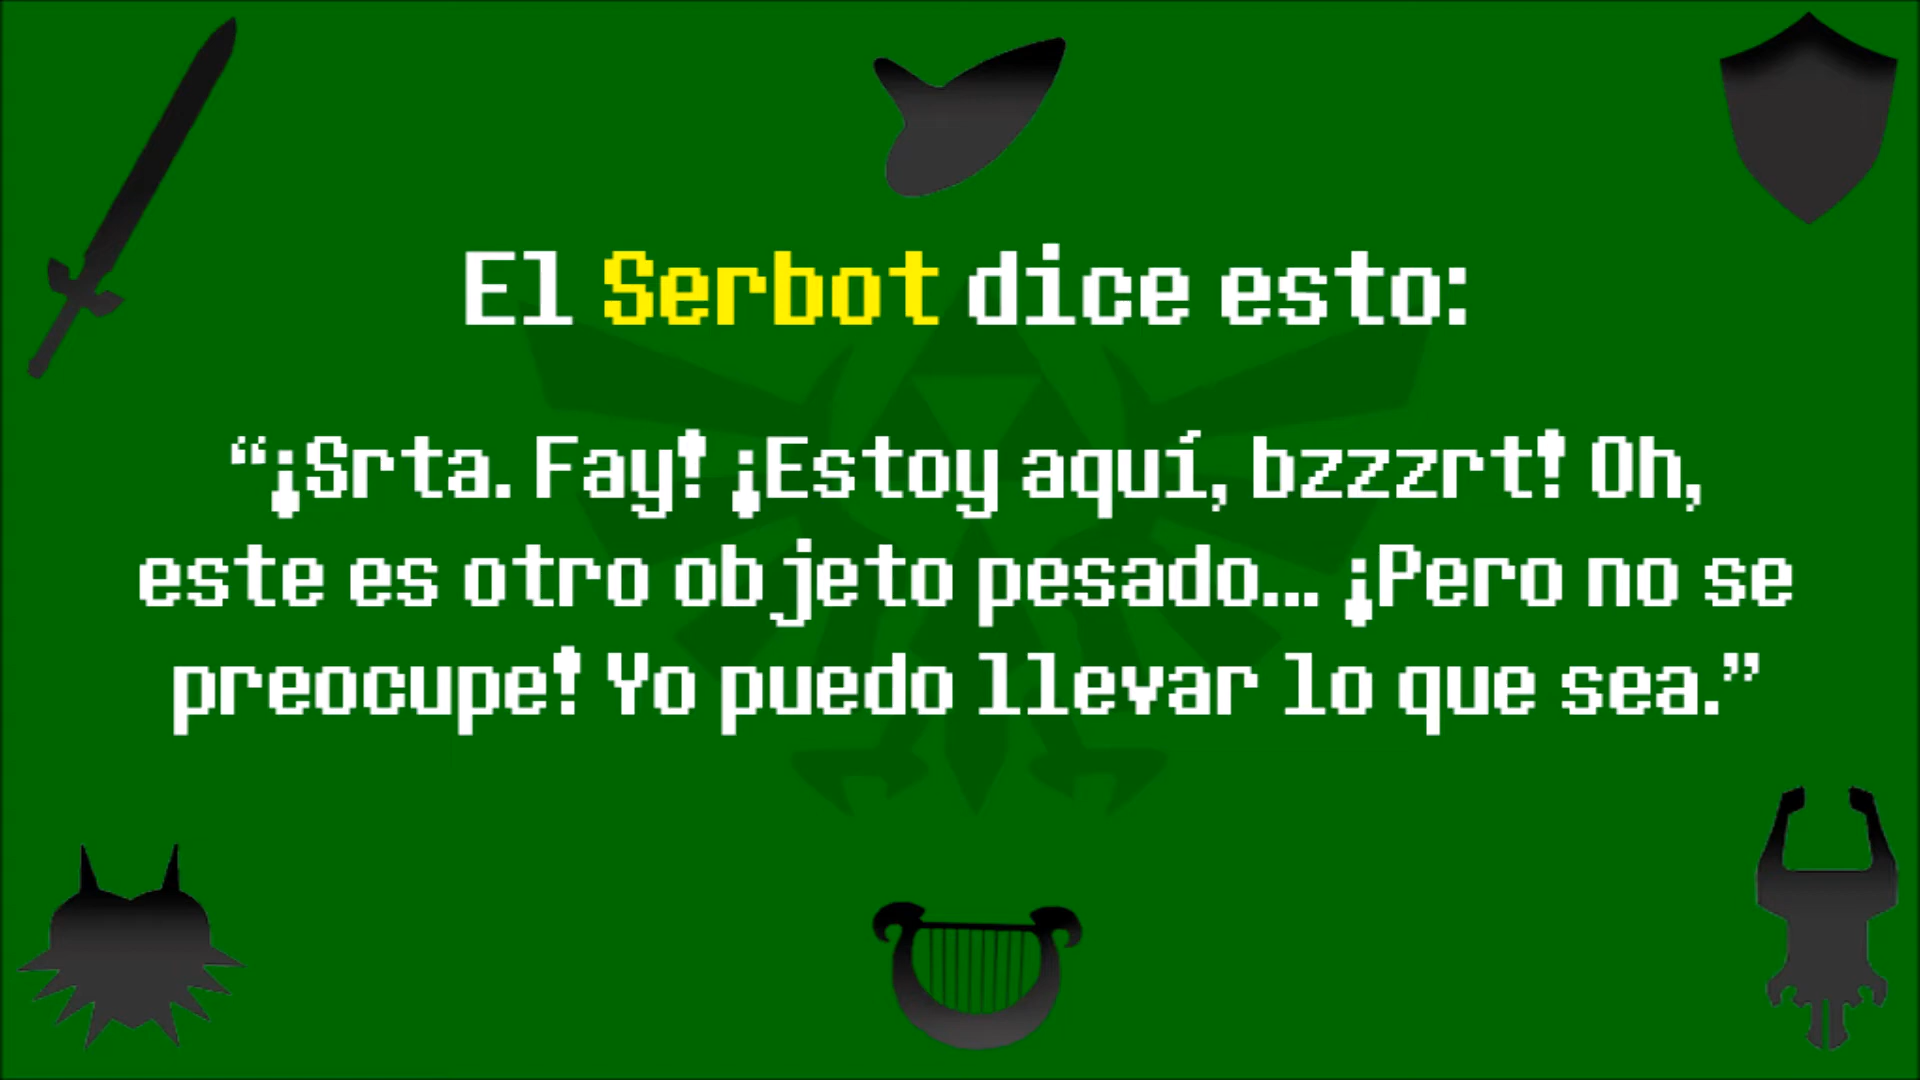 El Serbot dice esto:
“¡Srta. Fay! ¡Estoy aquí, bzzzrt! Oh,
este es otro objeto pesado... ¡Pero no se
preocupe! Yo puedo llevar lo que sea.”